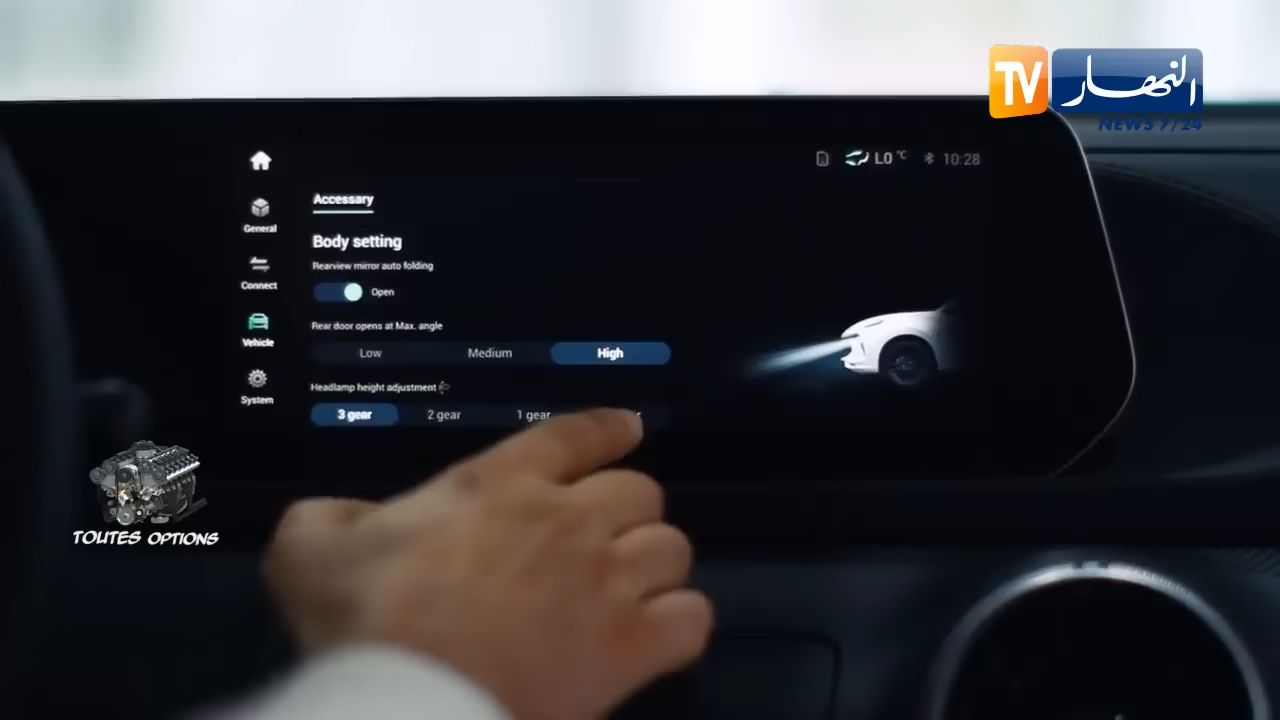 TV النهار
NEWS 7/24
LO °C 10:28
Accessary
General
Body setting
Rearview mirror auto folding
Connect
Open
Rear door opens at Max. angle
Vehicle
Low Medium High
Headlamp height adjustment
System
3 gear 2 gear 1 gear
TOUTES OPTIONS